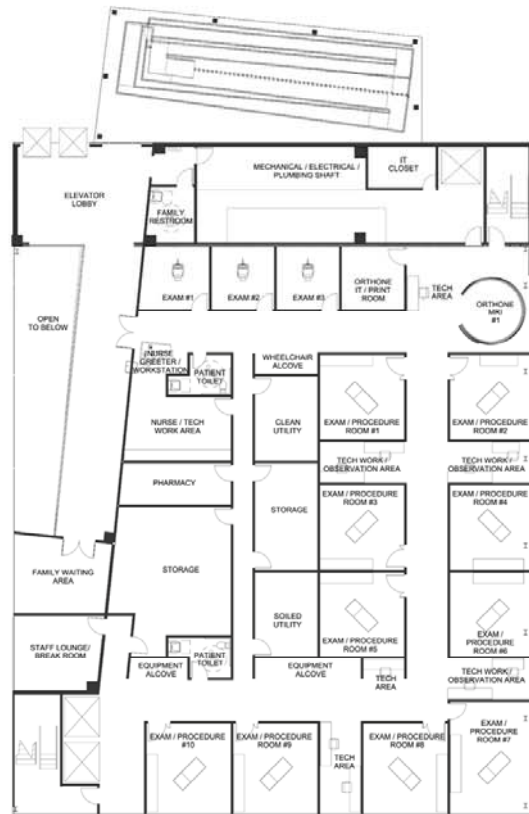 MECHANICAL / ELECTRICAL /
PLUMBING SHAFT
IT
CLOSET
ELEVATOR
LOBBY
FAMILY
RESTROOM
EXAM #1
EXAM #2
EXAM #3
ORTHONE
IT / PRINT
ROOM
TECH
AREA
ORTHONE
MRI
#1
OPEN
TO BELOW
NURSE
GREETER /
WORKSTATION
PATIENT
TOILET
WHEELCHAIR
ALCOVE
NURSE / TECH
WORK AREA
CLEAN
UTILITY
EXAM / PROCEDURE
ROOM #1
EXAM / PROCEDURE
ROOM #2
TECH WORK /
OBSERVATION AREA
TECH WORK /
OBSERVATION AREA
PHARMACY
STORAGE
EXAM / PROCEDURE
ROOM #3
EXAM / PROCEDURE
ROOM #4
FAMILY WAITING
AREA
STORAGE
SOILED
UTILITY
EXAM / PROCEDURE
ROOM #5
EXAM /
PROCEDURE
ROOM #6
STAFF LOUNGE/
BREAK ROOM
EQUIPMENT
ALCOVE
PATIENT
TOILET
EQUIPMENT
ALCOVE
TECH
AREA
TECH WORK /
OBSERVATION AREA
EXAM / PROCEDURE
#10
EXAM / PROCEDURE
ROOM #9
TECH
AREA
EXAM / PROCEDURE
ROOM #8
EXAM /
PROCEDURE
ROOM #7